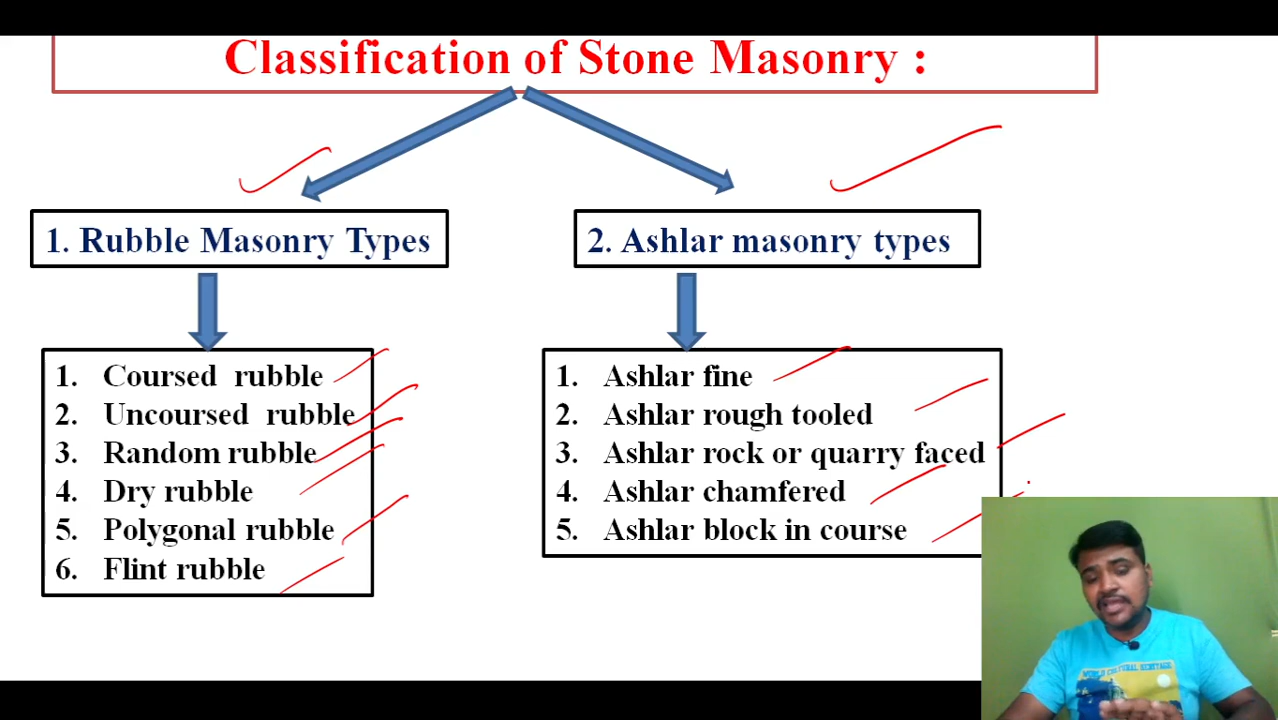 Classification of Stone Masonry :
1. Rubble Masonry Types
2. Ashlar masonry types
1. Coursed rubble
2. Uncoursed rubble
3. Random rubble
4. Dry rubble
5. Polygonal rubble
6. Flint rubble
1. Ashlar fine
2. Ashlar rough tooled
3. Ashlar rock or quarry faced
4. Ashlar chamfered
5. Ashlar block in course
CULTURAL HERITAGE